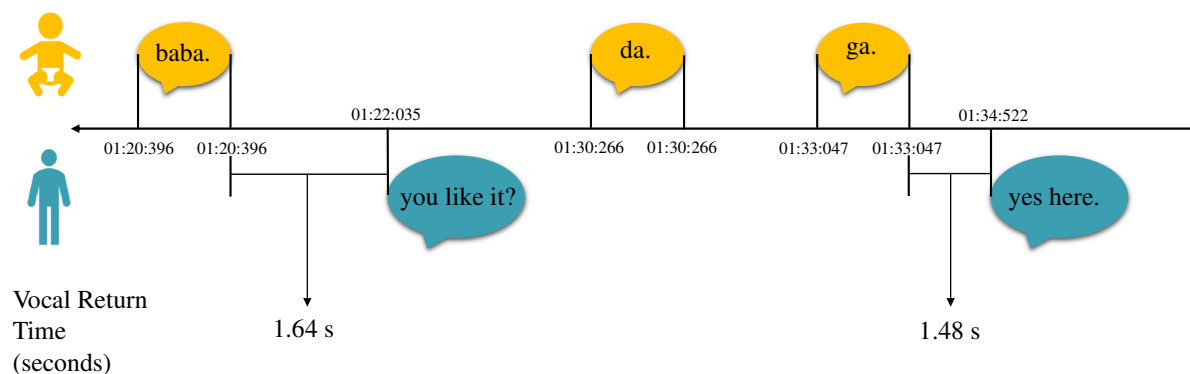 baba.
da.
ga.
01:22:035
01:34:522
01:20:396
01:20:396
01:30:266
01:30:266
01:33:047
01:33:047
you like it?
yes here.
Vocal Return
Time
(seconds)
1.64 s
1.48 s